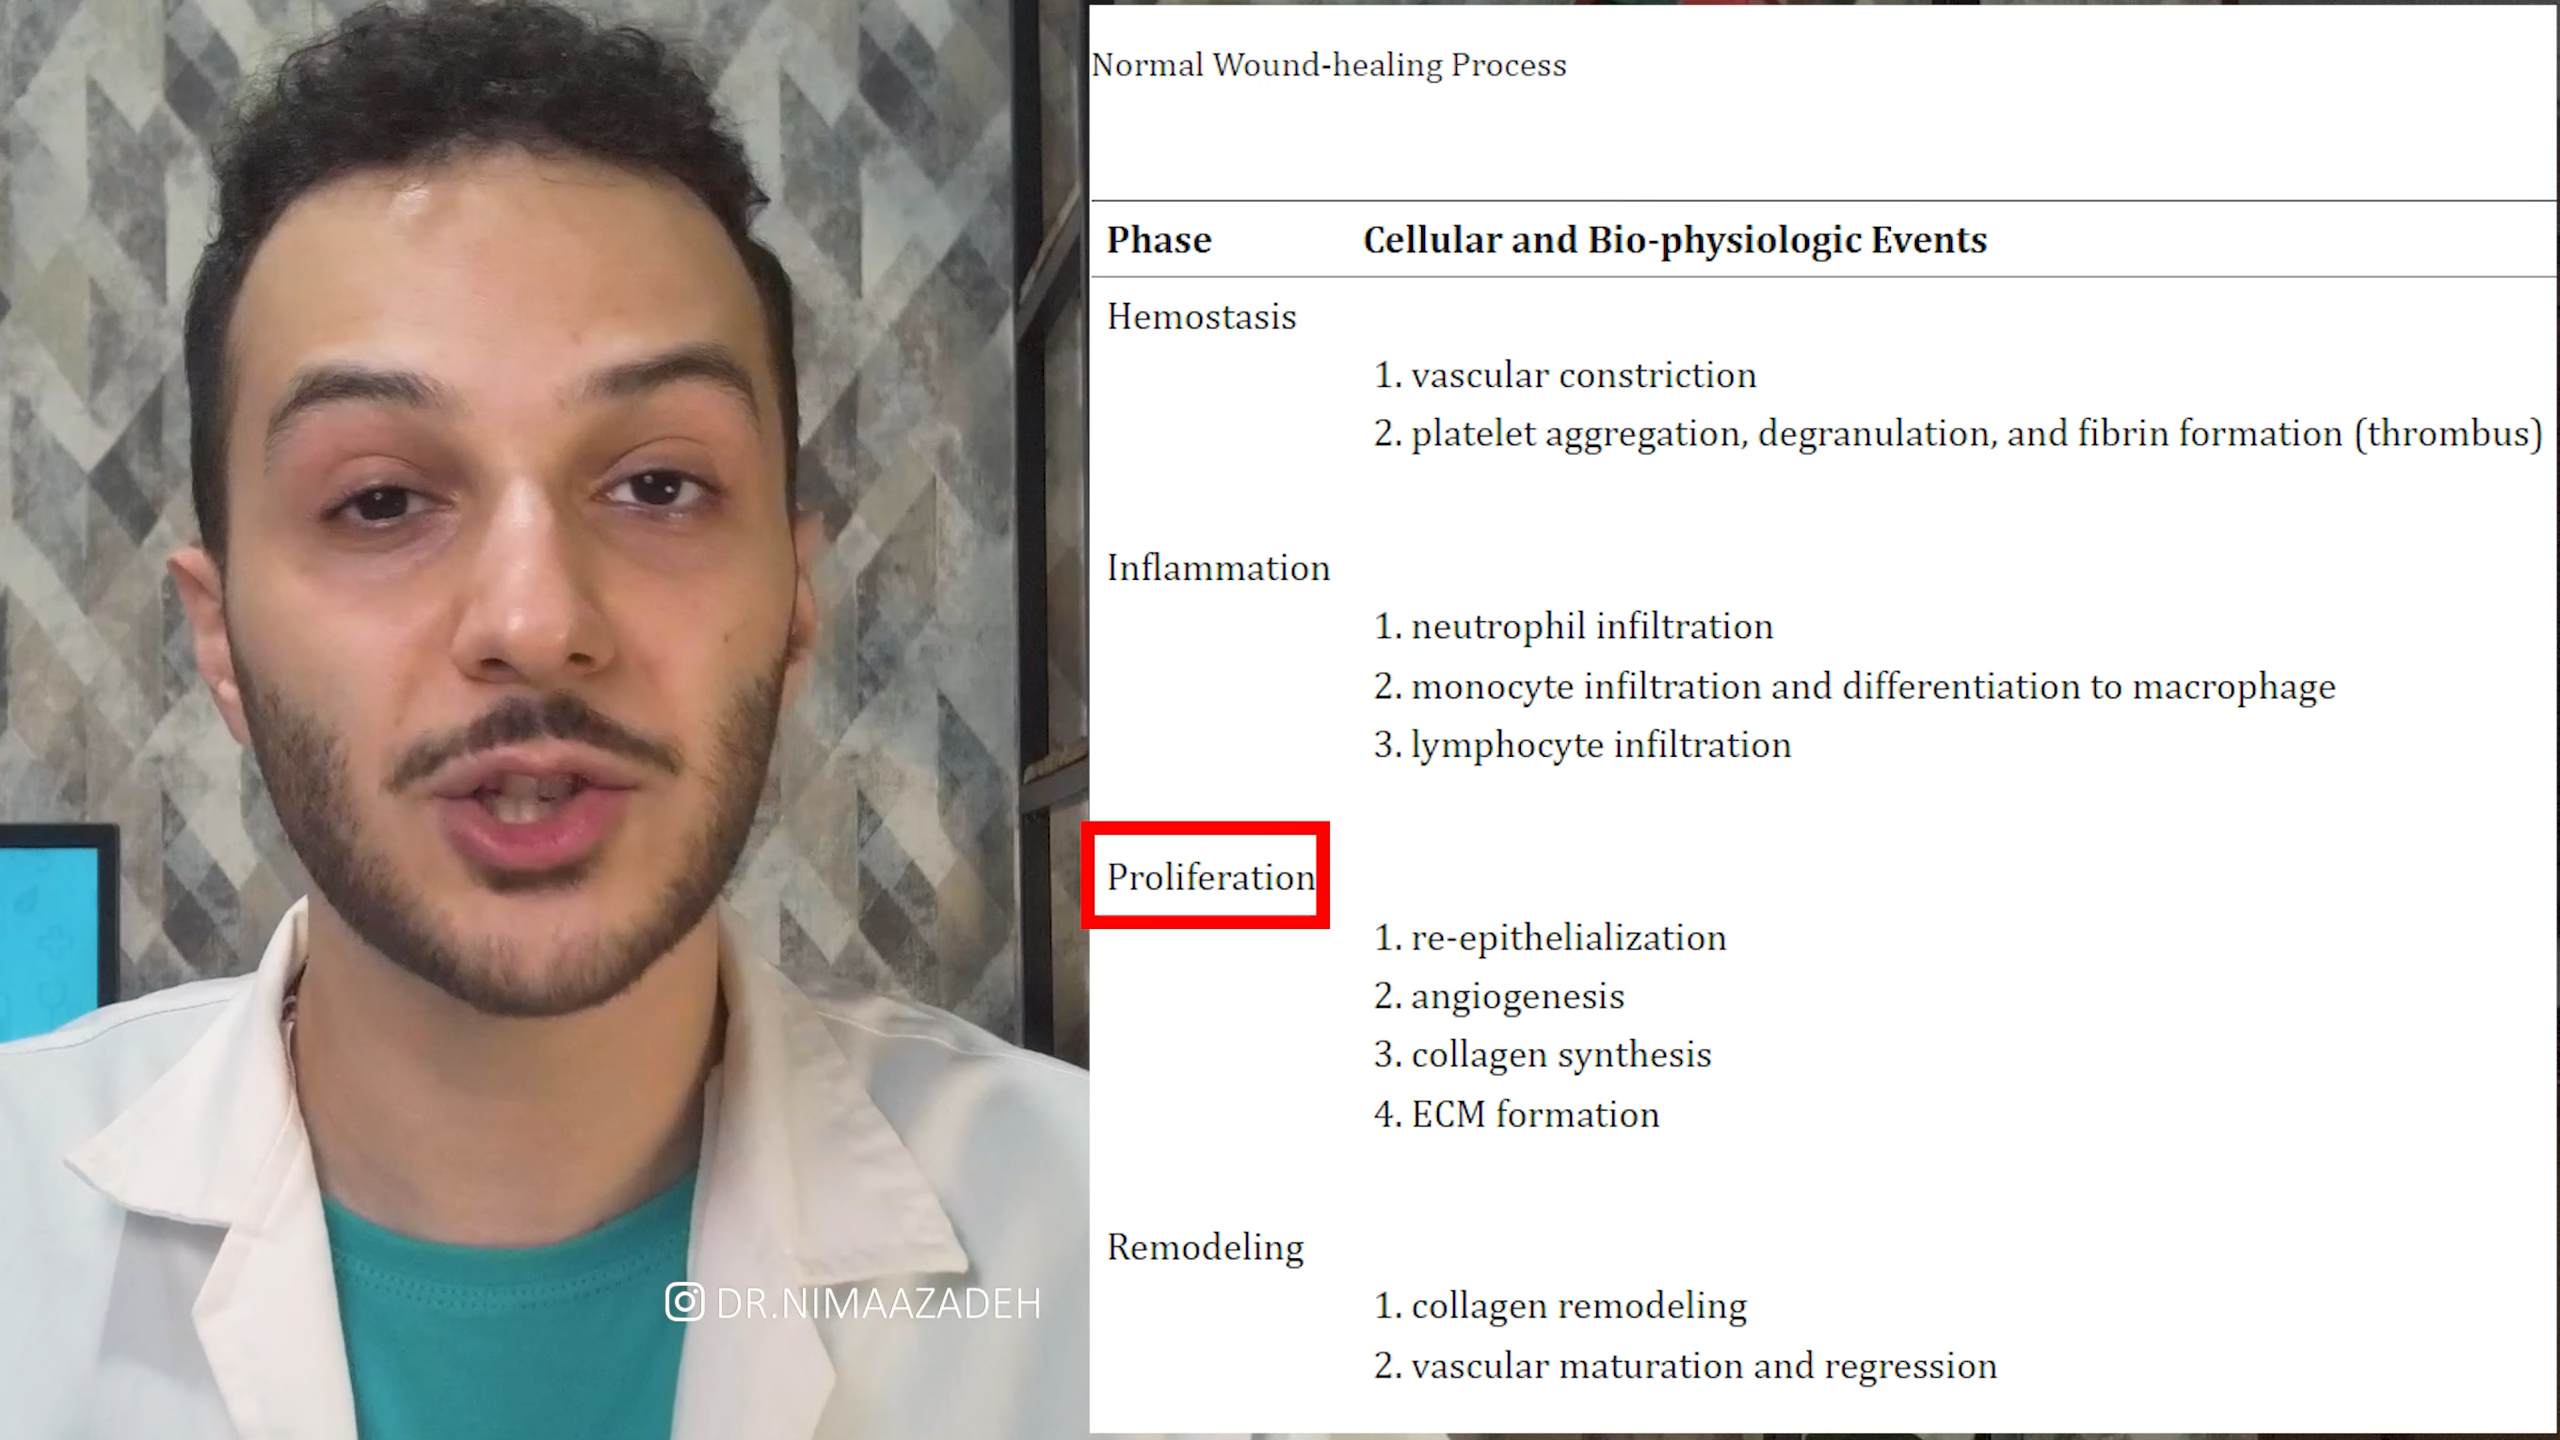 Normal Wound-healing Process
Phase Cellular and Bio-physiologic Events
Hemostasis
1. vascular constriction
2. platelet aggregation, degranulation, and fibrin formation (thrombus)
Inflammation
1. neutrophil infiltration
2. monocyte infiltration and differentiation to macrophage
3. lymphocyte infiltration
Proliferation
1. re-epithelialization
2. angiogenesis
3. collagen synthesis
4. ECM formation
Remodeling
1. collagen remodeling
2. vascular maturation and regression
DR.NIMAAZADEH